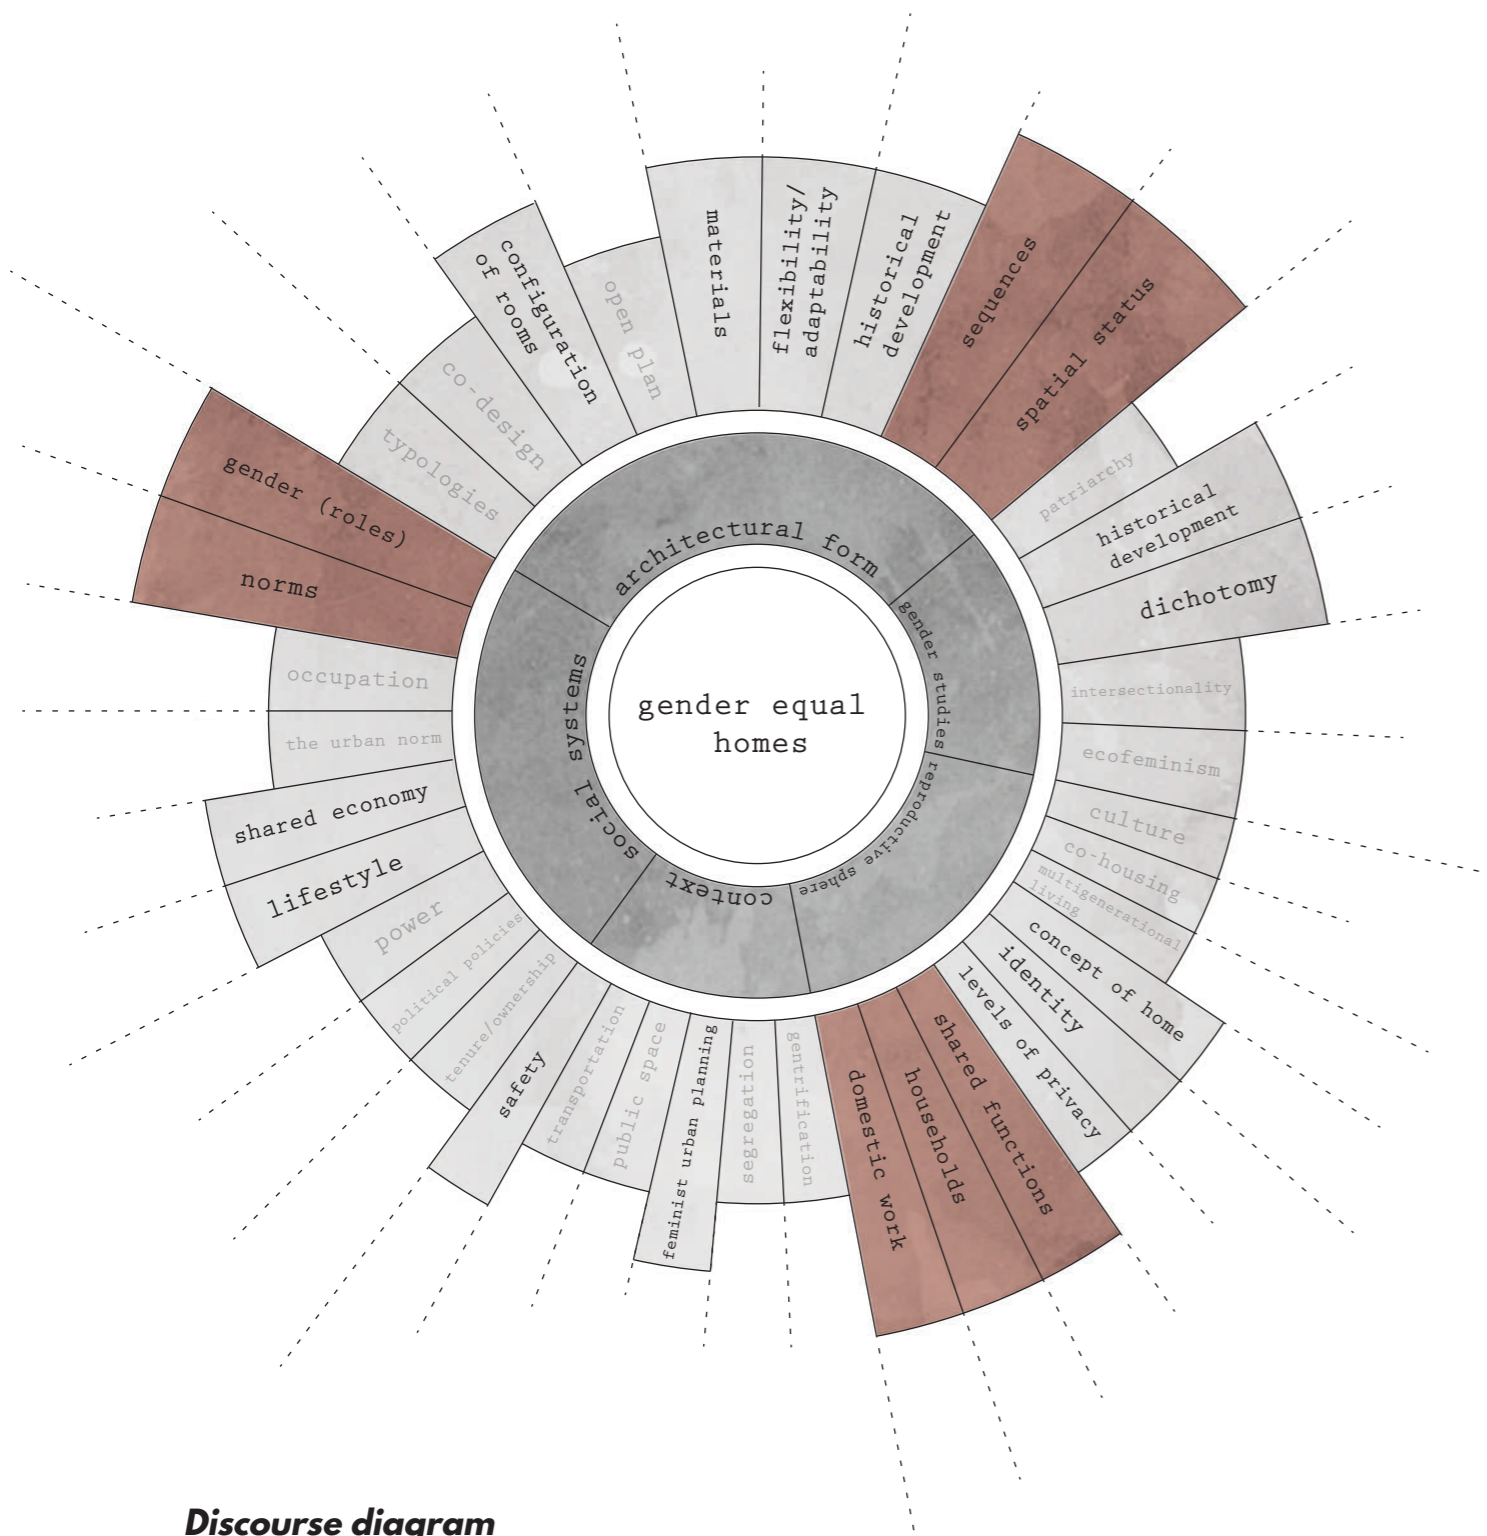 gender equal
homes
architectural form
gender studies
reproductive sphere
context
social systems
typologies
co-design
configuration
of rooms
open plan
materials
flexibility/
adaptability
historical
development
sequences
spatial status
patriarchy
historical
development
dichotomy
intersectionality
ecofeminism
culture
co-housing
multigenerational
living
concept of home
identity
levels of privacy
shared functions
households
domestic work
gentrification
segregation
feminist urban planning
public space
transportation
safety
tenure/ownership
political policies
power
lifestyle
shared economy
the urban norm
occupation
norms
gender (roles)
Discourse diagram